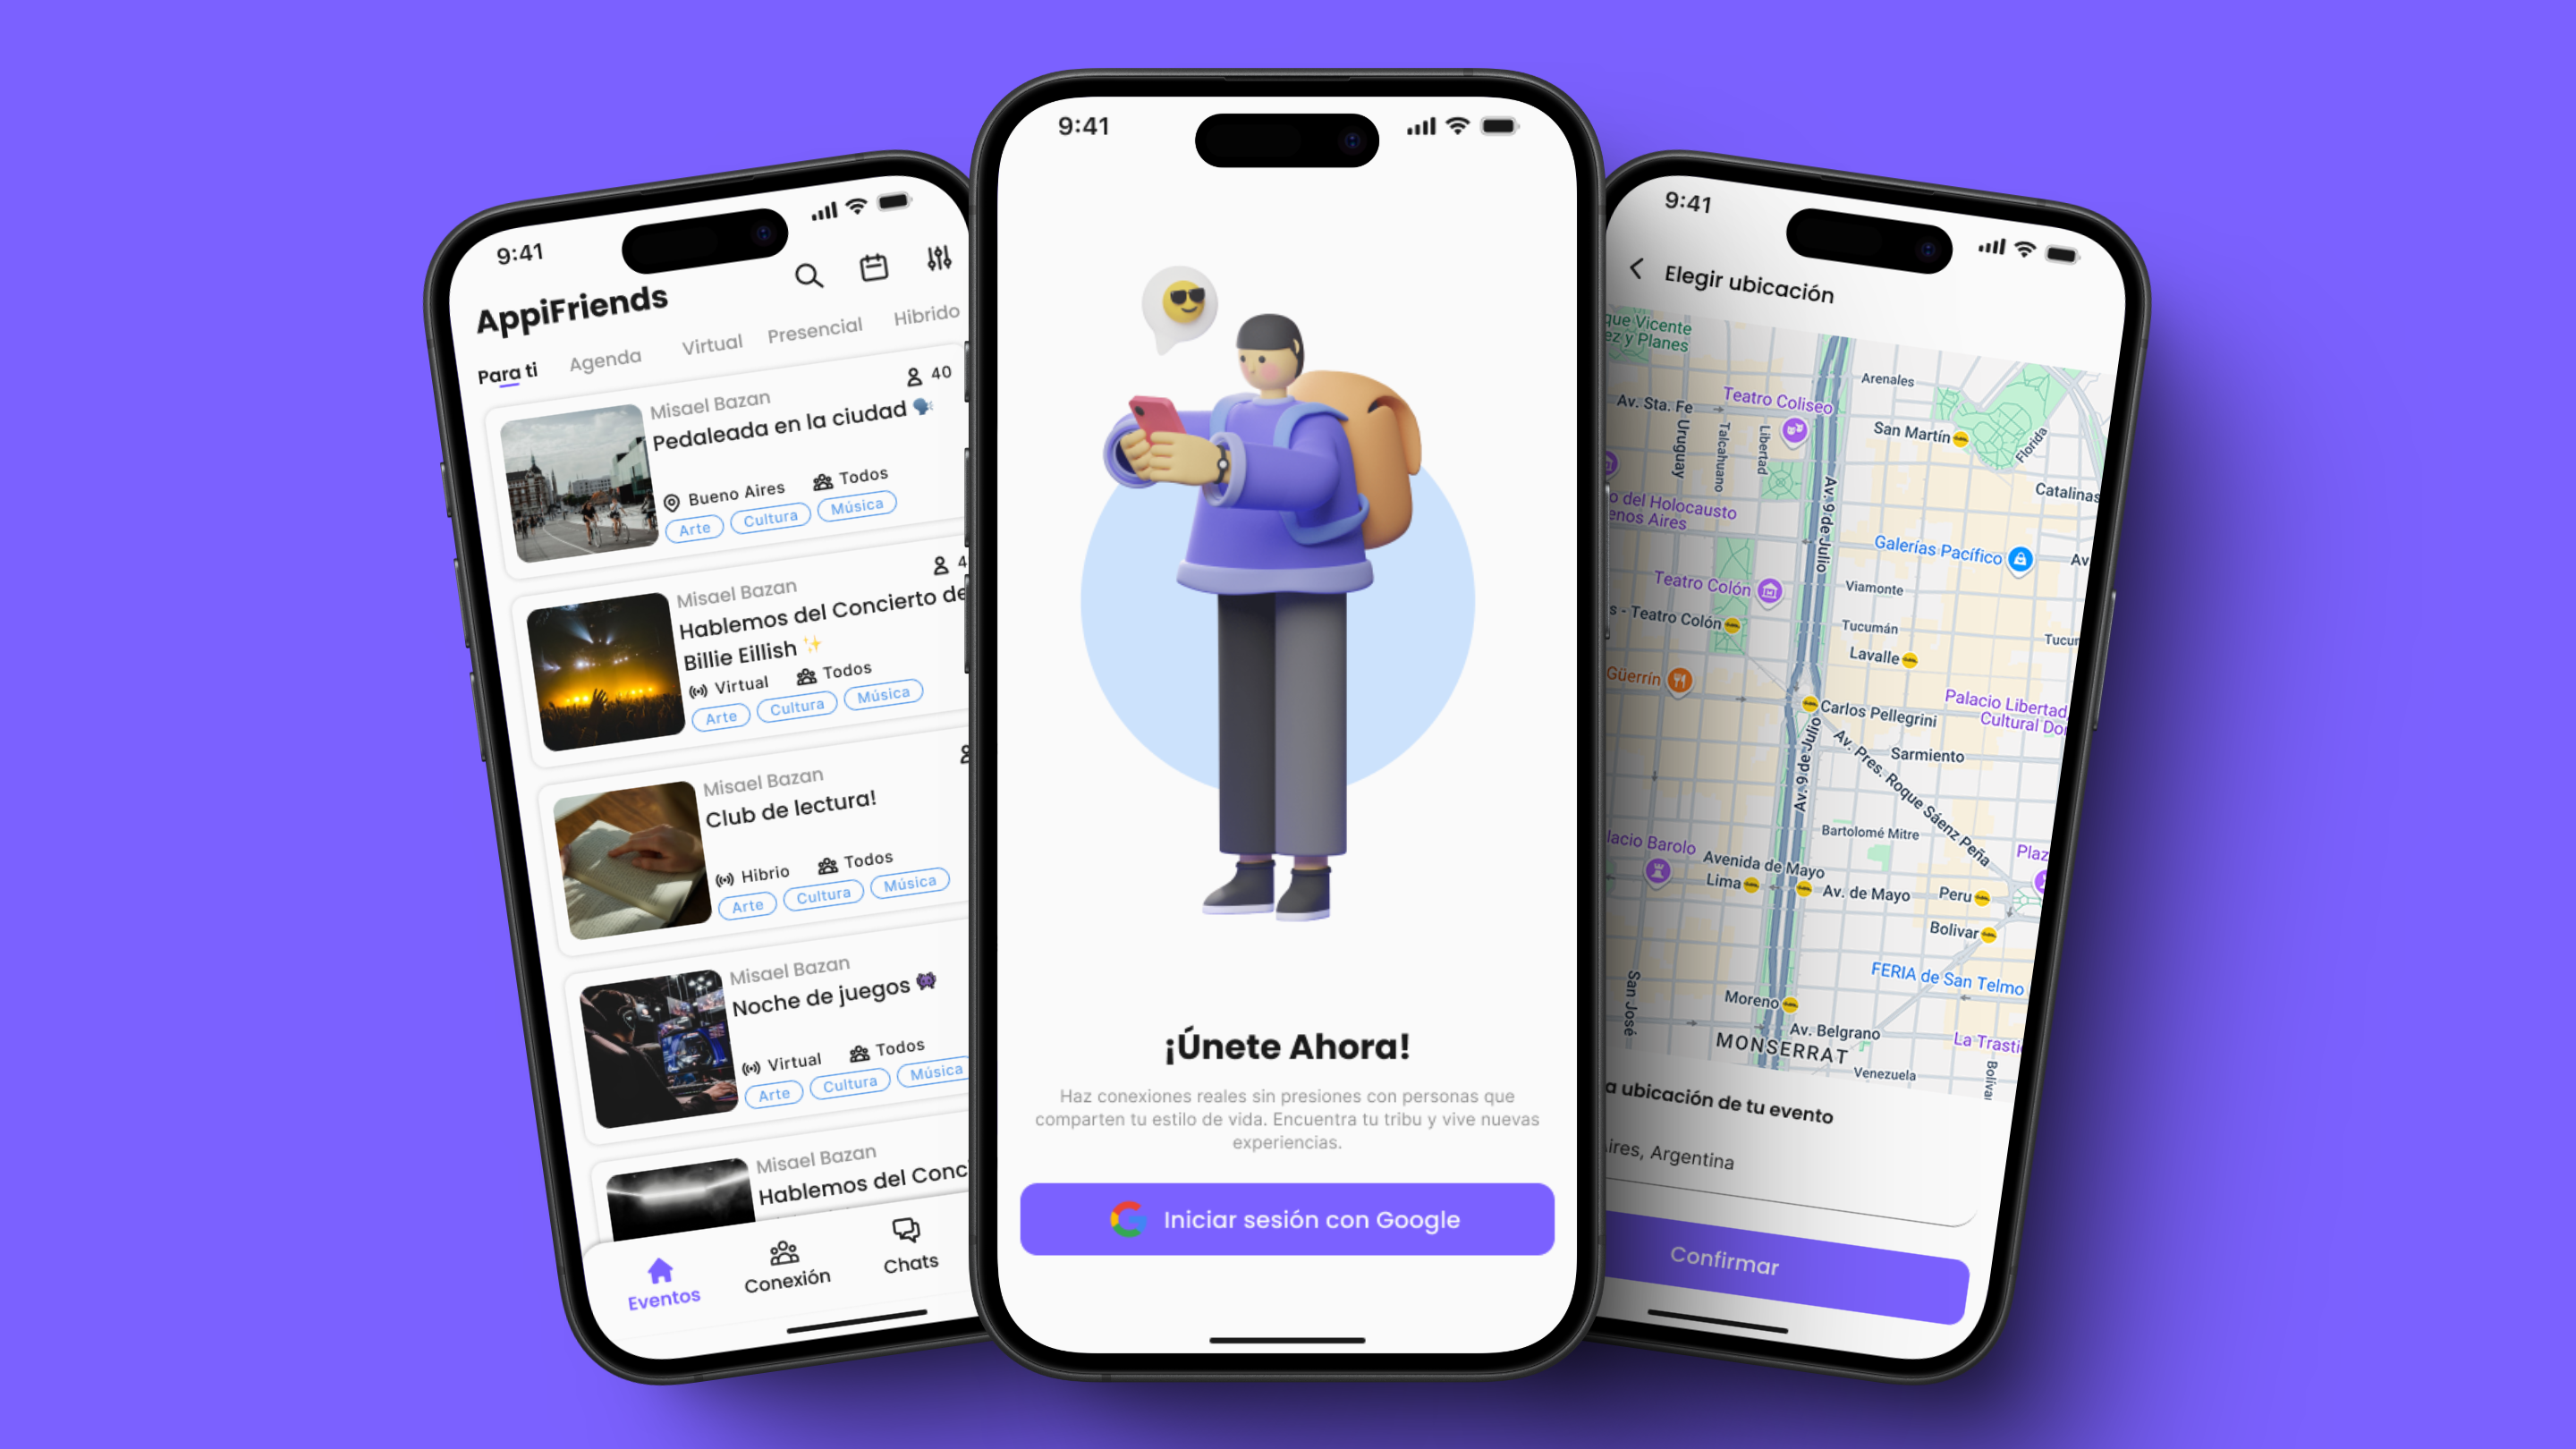 9:41
AppiFriends
Para ti Agenda Virtual Presencial Hibrido
Misael Bazan 40
Pedaleada en la ciudad
Bueno Aires Todos
Arte Cultura Música
Misael Bazan 4
Hablemos del Concierto de
Billie Eillish
Virtual Todos
Arte Cultura Música
Misael Bazan
Club de lectura!
Hibrio Todos
Arte Cultura Música
Misael Bazan
Noche de juegos
Virtual Todos
Arte Cultura Música
Misael Bazan
Hablemos del Conc
Eventos Conexión Chats
9:41
¡Únete Ahora!
Haz conexiones reales sin presiones con personas que
comparten tu estilo de vida. Encuentra tu tribu y vive nuevas
experiencias.
Iniciar sesión con Google
9:41
Elegir ubicación
que Vicente
ez y Planes
Arenales
Teatro Coliseo
Av. Sta. Fe
San Martín
Florida
Uruguay
Talcahuano
Libertad
Av. 9 de Julio
Catalinas
o del Holocausto
enos Aires
Galerías Pacífico
Av
Teatro Colón
Viamonte
s - Teatro Colón
Tucumán
Tucur
Lavalle
Güerrín
Palacio Libertad,
Cultural Do
Carlos Pellegrini
Sarmiento
Av. 9 de Julio
Av. Pres. Roque Sáenz Peña
Bartolomé Mitre
lacio Barolo
Plaz
Avenida de Mayo
Lima
Av. de Mayo
Peru
Bolivar
FERIA de San Telmo
San José
Moreno
Av. Belgrano
MONSERRAT
La Trasti
Venezuela
Bolívar
a ubicación de tu evento
ires, Argentina
Confirmar